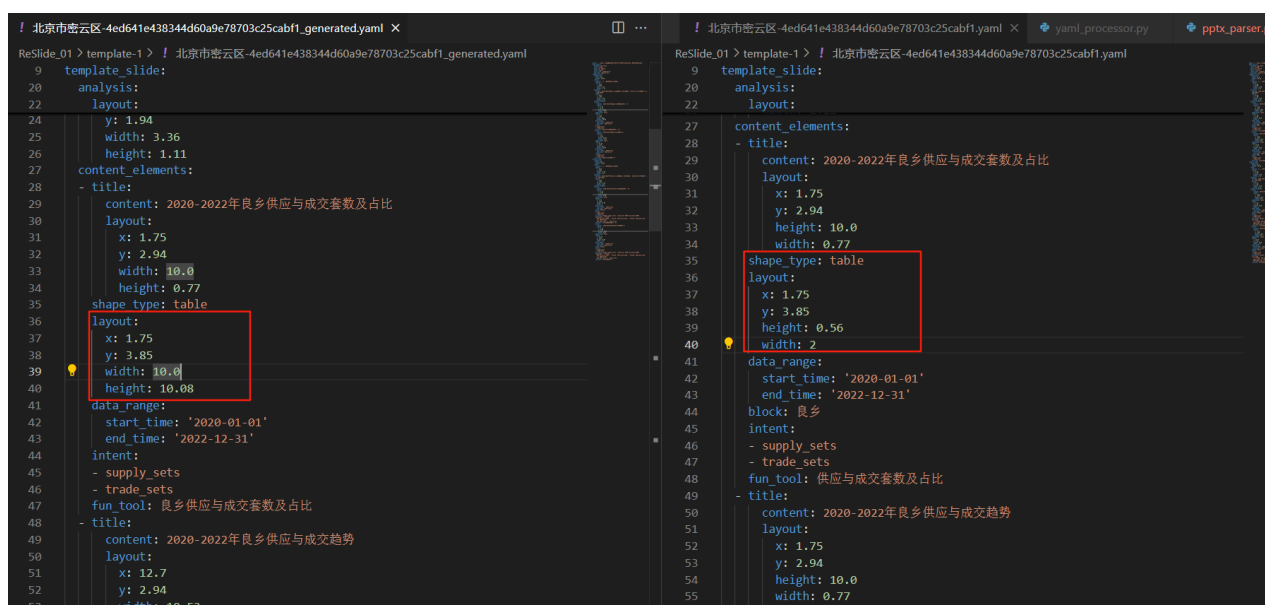 ! 北京市密云区-4ed641e438344d60a9e78703c25cabf1_generated.yaml ×
ReSlide_01 > template-1 > ! 北京市密云区-4ed641e438344d60a9e78703c25cabf1_generated.yaml
9 template_slide:
20 analysis:
22 layout:
24 y: 1.94
25 width: 3.36
26 height: 1.11
27 content_elements:
28 - title:
29 content: 2020-2022年良乡供应与成交套数及占比
30 layout:
31 x: 1.75
32 y: 2.94
33 width: 10.0
34 height: 0.77
35 shape_type: table
36 layout:
37 x: 1.75
38 y: 3.85
39 width: 10.0
40 height: 10.08
41 data_range:
42 start_time: '2020-01-01'
43 end_time: '2022-12-31'
44 intent:
45 - supply_sets
46 - trade_sets
47 fun_tool: 良乡供应与成交套数及占比
48 - title:
49 content: 2020-2022年良乡供应与成交趋势
50 layout:
51 x: 12.7
52 y: 2.94
! 北京市密云区-4ed641e438344d60a9e78703c25cabf1.yaml ×
yaml_processor.py
pptx_parser.
ReSlide_01 > template-1 > ! 北京市密云区-4ed641e438344d60a9e78703c25cabf1.yaml
9 template_slide:
20 analysis:
22 layout:
27 content_elements:
28 - title:
29 content: 2020-2022年良乡供应与成交套数及占比
30 layout:
31 x: 1.75
32 y: 2.94
33 height: 10.0
34 width: 0.77
35 shape_type: table
36 layout:
37 x: 1.75
38 y: 3.85
39 height: 0.56
40 width: 2
41 data_range:
42 start_time: '2020-01-01'
43 end_time: '2022-12-31'
44 block: 良乡
45 intent:
46 - supply_sets
47 - trade_sets
48 fun_tool: 供应与成交套数及占比
49 - title:
50 content: 2020-2022年良乡供应与成交趋势
51 layout:
52 x: 1.75
53 y: 2.94
54 height: 10.0
55 width: 0.77